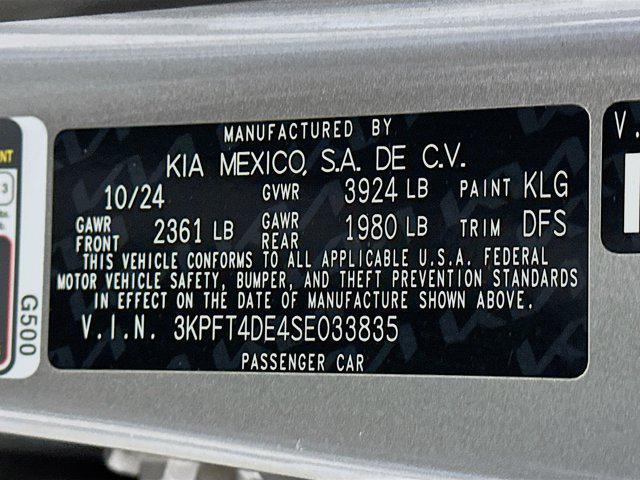 MANUFACTURED BY
KIA MEXICO, S.A. DE C.V.
10/24 GVWR 3924 LB PAINT KLG
GAWR FRONT 2361 LB GAWR REAR 1980 LB TRIM DFS
THIS VEHICLE CONFORMS TO ALL APPLICABLE U.S.A. FEDERAL
MOTOR VEHICLE SAFETY, BUMPER, AND THEFT PREVENTION STANDARDS
IN EFFECT ON THE DATE OF MANUFACTURE SHOWN ABOVE.
V.I.N. 3KPFT4DE4SE033835
PASSENGER CAR
G500
3
V.